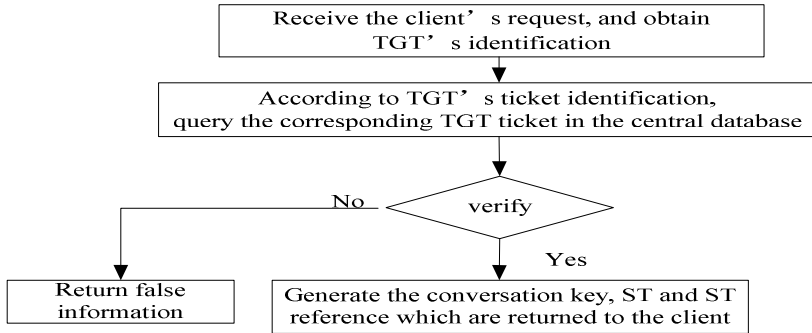 Receive the client’s request, and obtain
TGT’s identification
According to TGT’s ticket identification,
query the corresponding TGT ticket in the central database
No
verify
Yes
Return false
information
Generate the conversation key, ST and ST
reference which are returned to the client